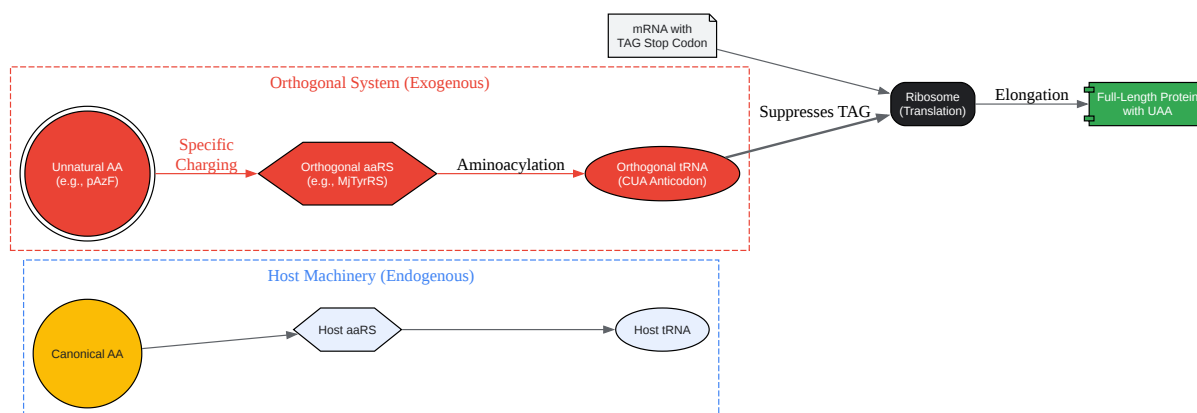 mRNA with
TAG Stop Codon
Orthogonal System (Exogenous)
Unnatural AA
(e.g., pAzF)
Specific
Charging
Orthogonal aaRS
(e.g., MjTyrRS)
Aminoacylation
Orthogonal tRNA
(CUA Anticodon)
Suppresses TAG
Ribosome
(Translation)
Elongation
Full-Length Protein
with UAA
Host Machinery (Endogenous)
Canonical AA
Host aaRS
Host tRNA